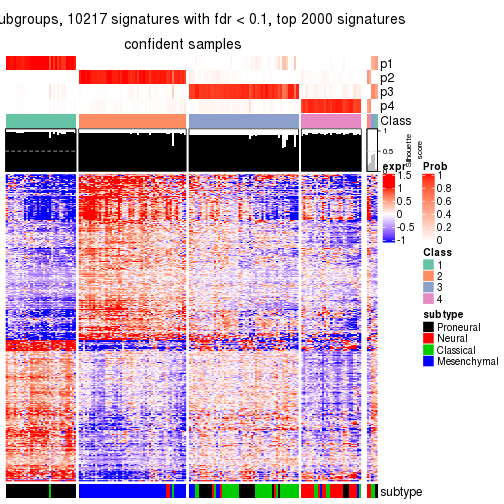 ubgroups, 10217 signatures with fdr < 0.1, top 2000 signatures
confident samples
p1
p2
p3
p4
Class
1
0.5
0
Silhouette
score
expr
1.5
1
0.5
0
-0.5
-1
Prob
1
0.8
0.6
0.4
0.2
0
Class
1
2
3
4
subtype
Proneural
Neural
Classical
Mesenchymal
subtype